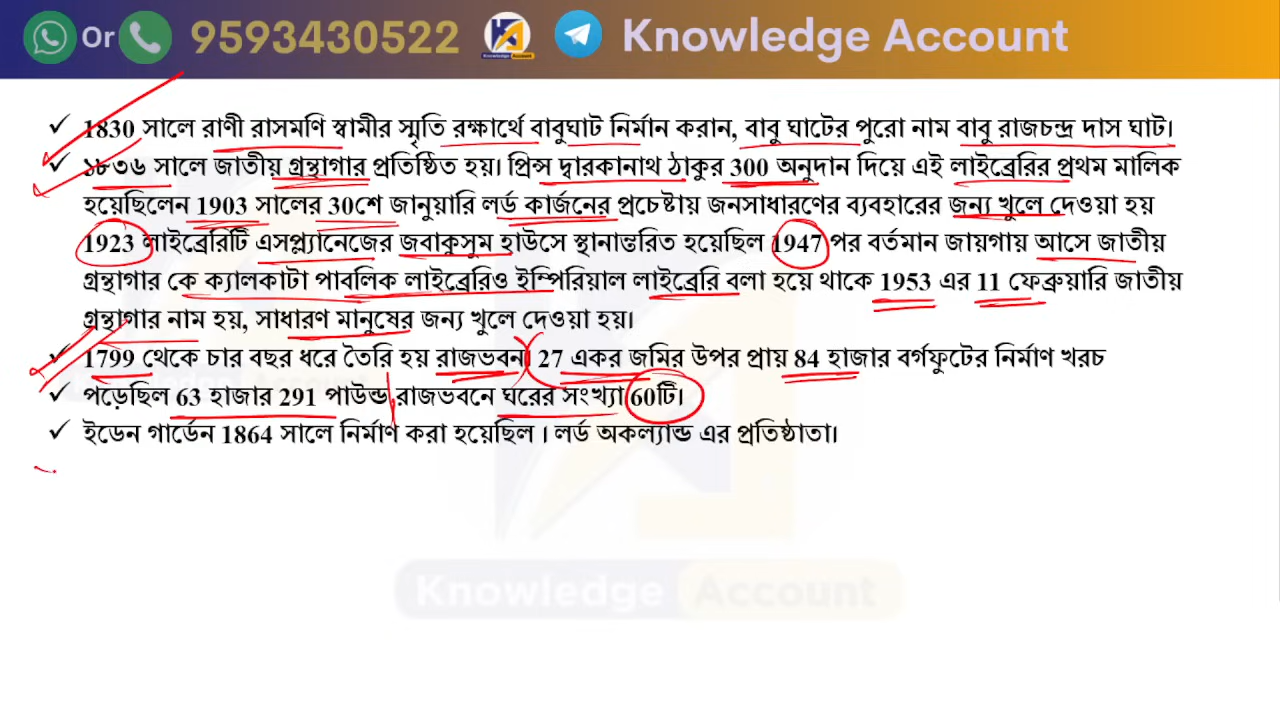 Or 9593430522 Knowledge Account
1830 সালে রাণী রাসমণি স্বামীর স্মৃতি রক্ষার্থে বাবুঘাট নির্মান করান, বাবু ঘাটের পুরো নাম বাবু রাজচন্দ্র দাস ঘাট।
১৮৩৬ সালে জাতীয় গ্রন্থাগার প্রতিষ্ঠিত হয়। প্রিন্স দ্বারকানাথ ঠাকুর 300 অনুদান দিয়ে এই লাইব্রেরির প্রথম মালিক
হয়েছিলেন 1903 সালের 30শে জানুয়ারি লর্ড কার্জনের প্রচেষ্টায় জনসাধারণের ব্যবহারের জন্য খুলে দেওয়া হয়
1923 লাইব্রেরিটি এসপ্ল্যানেজের জবাকুসুম হাউসে স্থানান্তরিত হয়েছিল 1947 পর বর্তমান জায়গায় আসে জাতীয়
গ্রন্থাগার কে ক্যালকাটা পাবলিক লাইব্রেরিও ইম্পিরিয়াল লাইব্রেরি বলা হয়ে থাকে 1953 এর 11 ফেব্রুয়ারি জাতীয়
গ্রন্থাগার নাম হয়, সাধারণ মানুষের জন্য খুলে দেওয়া হয়।
1799 থেকে চার বছর ধরে তৈরি হয় রাজভবন। 27 একর জমির উপর প্রায় 84 হাজার বর্গফুটের নির্মাণ খরচ
পড়েছিল 63 হাজার 291 পাউন্ড রাজভবনে ঘরের সংখ্যা 60টি।
ইডেন গার্ডেন 1864 সালে নির্মাণ করা হয়েছিল। লর্ড অকল্যান্ড এর প্রতিষ্ঠাতা।
Knowledge Account